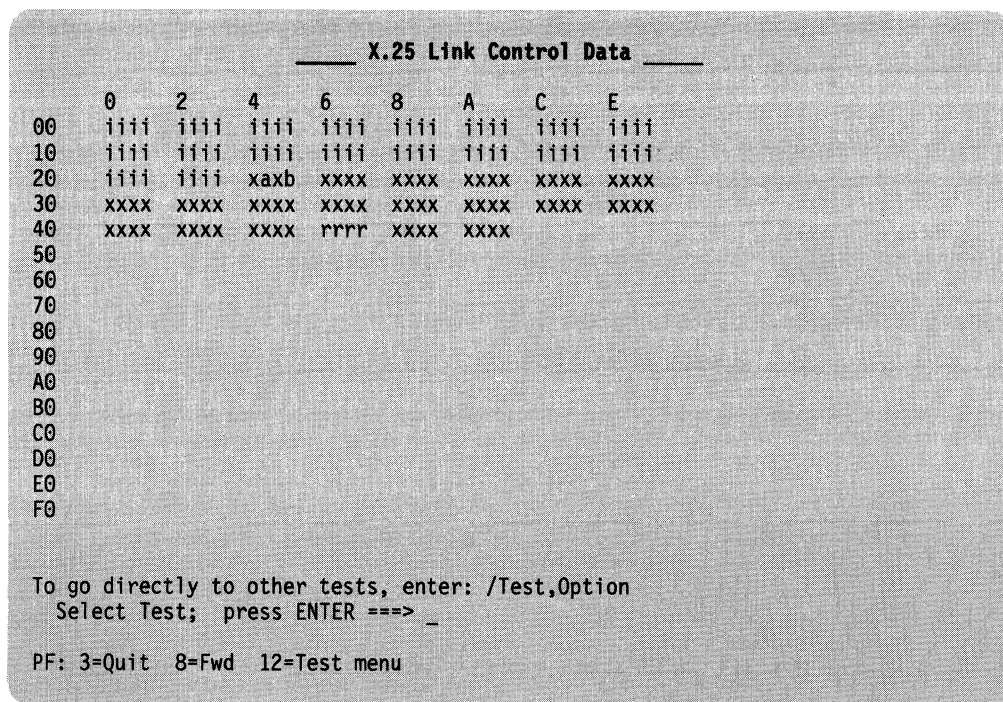 _____ X.25 Link Control Data _____
0 2 4 6 8 A C E
00 iiii iiii iiii iiii iiii iiii iiii iiii
10 iiii iiii iiii iiii iiii iiii iiii iiii
20 iiii iiii xaxb xxxx xxxx xxxx xxxx xxxx
30 xxxx xxxx xxxx xxxx xxxx xxxx xxxx xxxx
40 xxxx xxxx xxxx rrrr xxxx xxxx
50
60
70
80
90
A0
B0
C0
D0
E0
F0
To go directly to other tests, enter: /Test,Option
Select Test; press ENTER ===> _
PF: 3=Quit 8=Fwd 12=Test menu